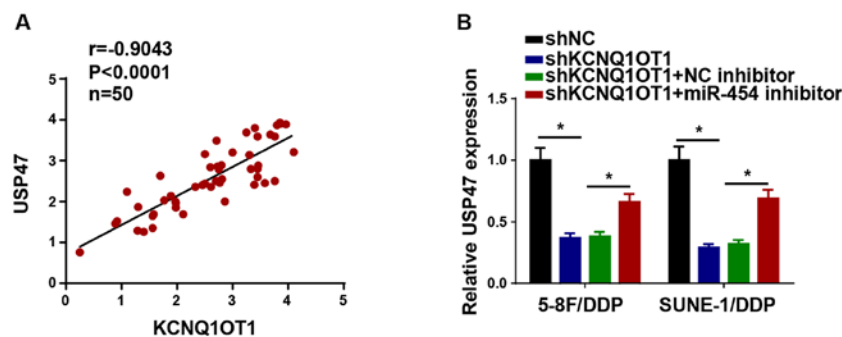 A
r=-0.9043
P<0.0001
n=50
USP47
5
4
3
2
1
0
0
1
2
3
4
5
KCNQ1OT1
B
shNC
shKCNQ1OT1
shKCNQ1OT1+NC inhibitor
shKCNQ1OT1+miR-454 inhibitor
Relative USP47 expression
1.5
1.0
0.5
0.0
*
*
*
*
5-8F/DDP
SUNE-1/DDP